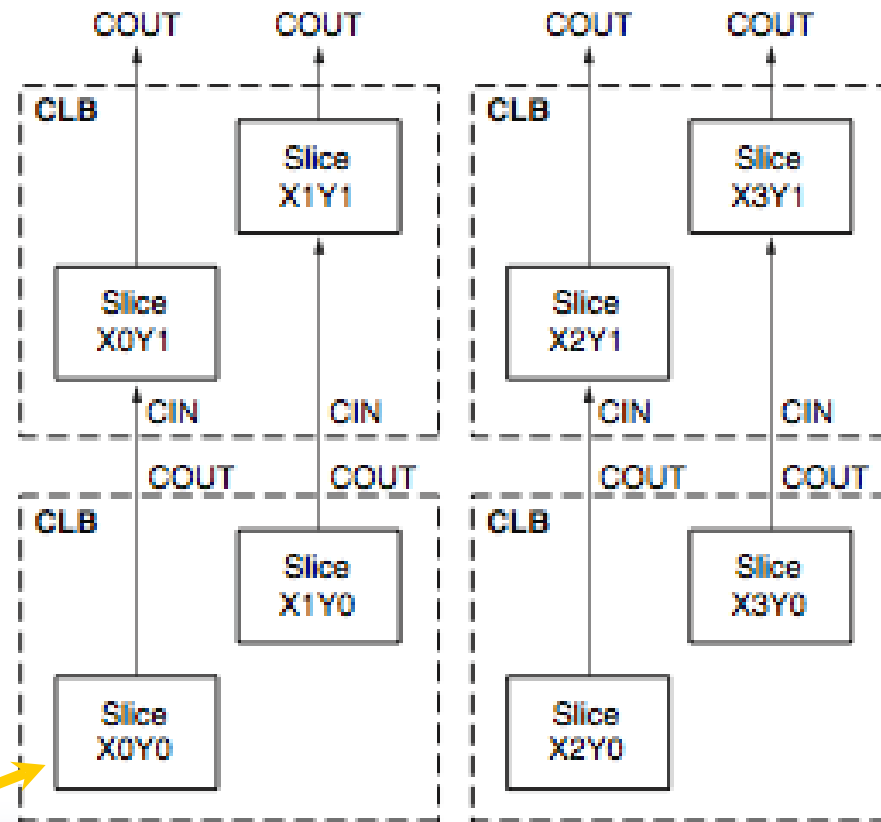 COUT COUT COUT COUT
CLB CLB
Slice
X1Y1
Slice
X3Y1
Slice
X0Y1
Slice
X2Y1
CIN CIN CIN CIN
COUT COUT COUT COUT
CLB CLB
Slice
X1Y0
Slice
X3Y0
Slice
X0Y0
Slice
X2Y0